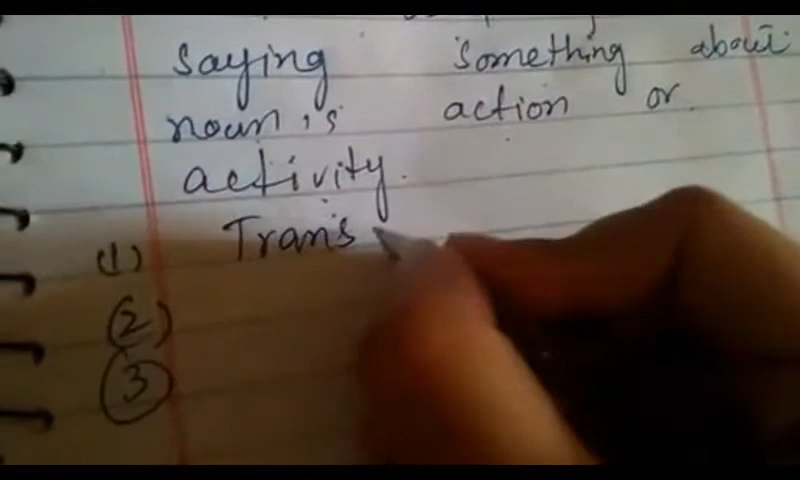 saying something about
noun's action or
activity.
(1) Trans
(2)
(3)